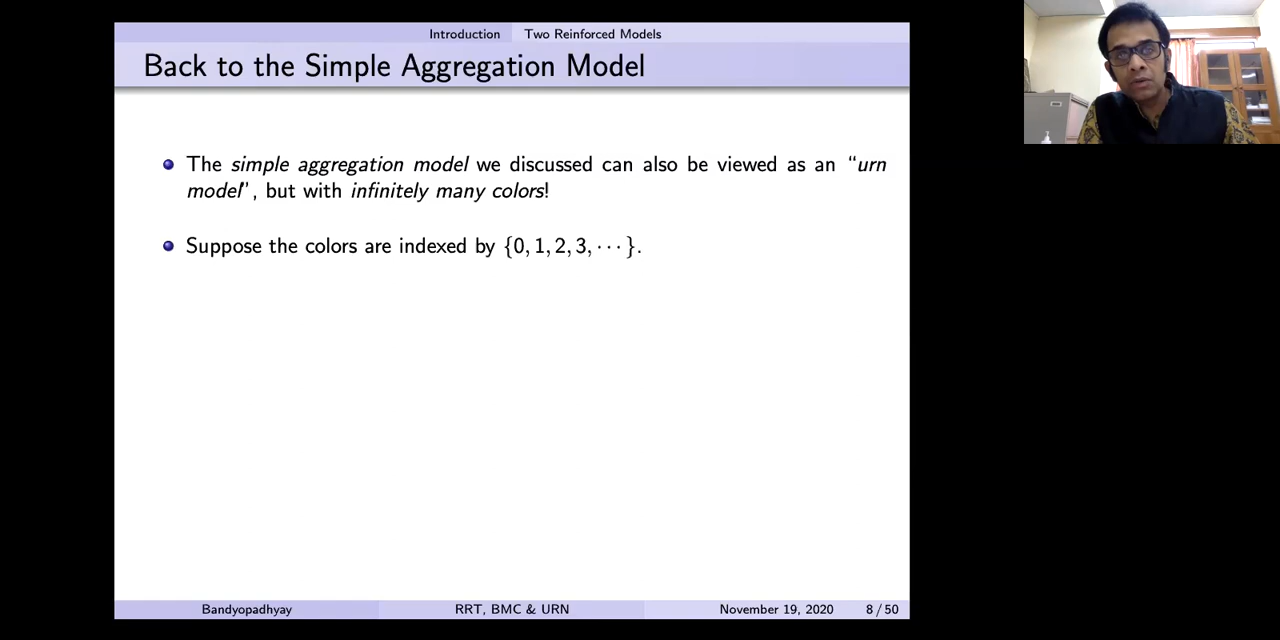 Introduction Two Reinforced Models
Back to the Simple Aggregation Model
The simple aggregation model we discussed can also be viewed as an “urn
model”, but with infinitely many colors!
Suppose the colors are indexed by {0, 1, 2, 3, ··· }.
Bandyopadhyay RRT, BMC & URN November 19, 2020 8 / 50